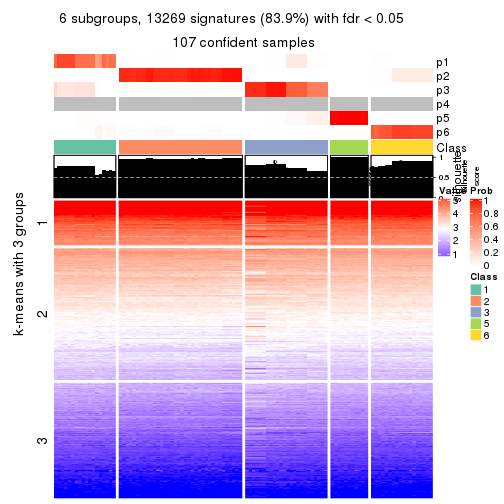 6 subgroups, 13269 signatures (83.9%) with fdr < 0.05
107 confident samples
p1
p2
p3
p4
p5
p6
Class
1
0.5
0
Silhouette
score
k-means with 3 groups
1
2
3
Value
5
4
3
2
1
Prob
1
0.8
0.6
0.4
0.2
0
Class
1
2
3
5
6